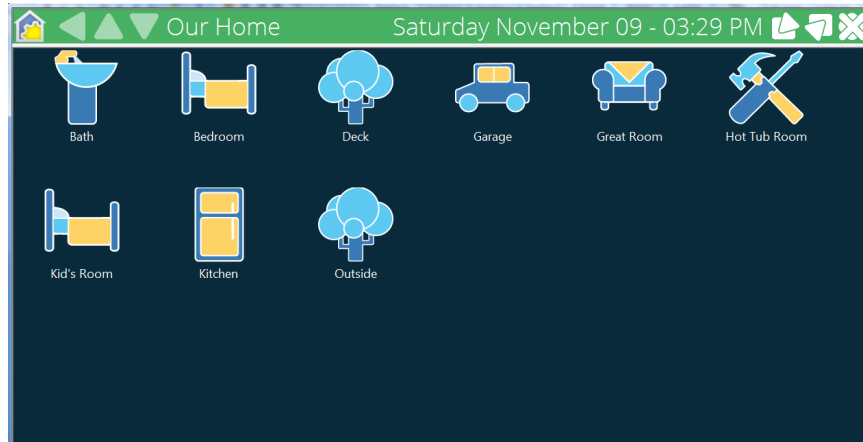 Our Home
Saturday November 09 - 03:29 PM
Bath
Bedroom
Deck
Garage
Great Room
Hot Tub Room
Kid's Room
Kitchen
Outside